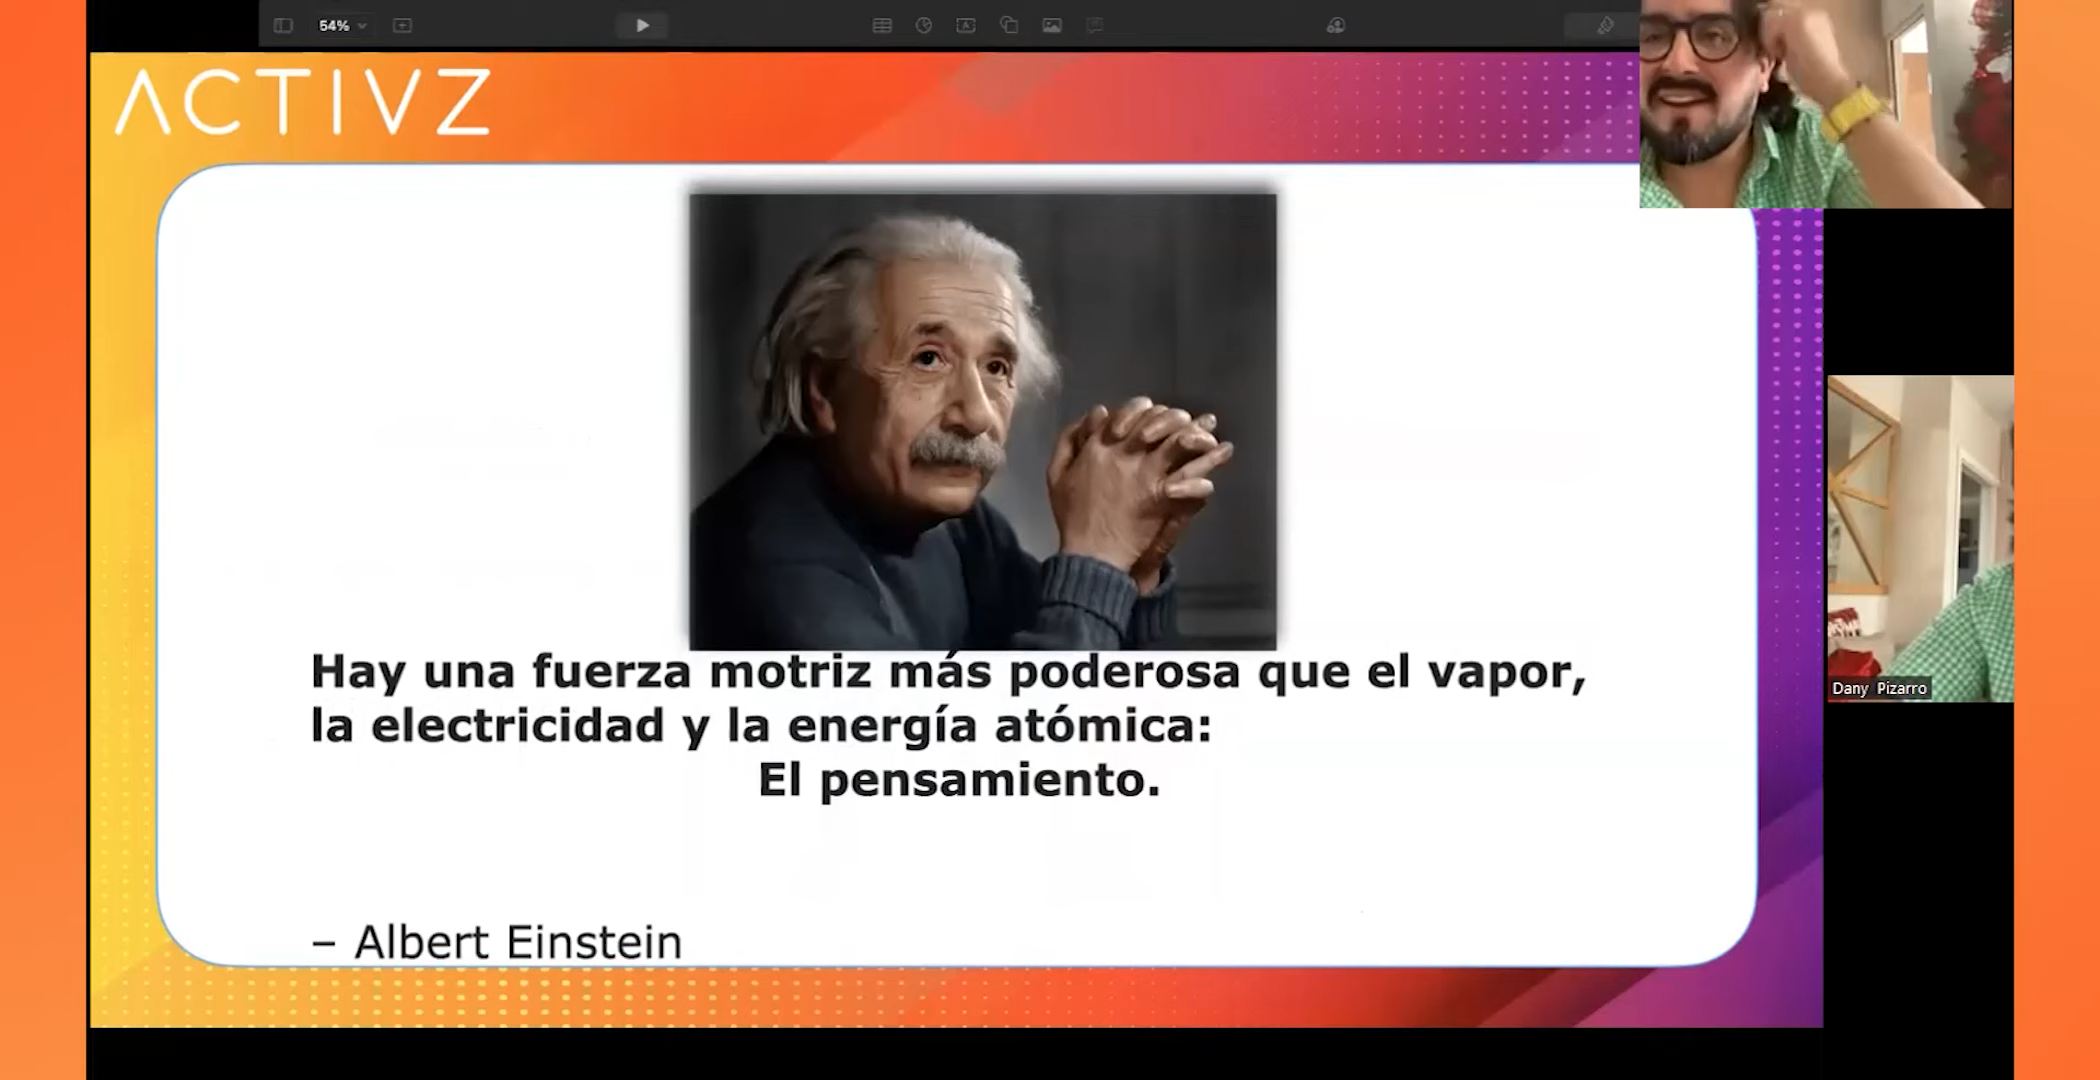 54%
ACTIVZ
Hay una fuerza motriz más poderosa que el vapor,
la electricidad y la energía atómica:
El pensamiento.
– Albert Einstein
Dany Pizarro